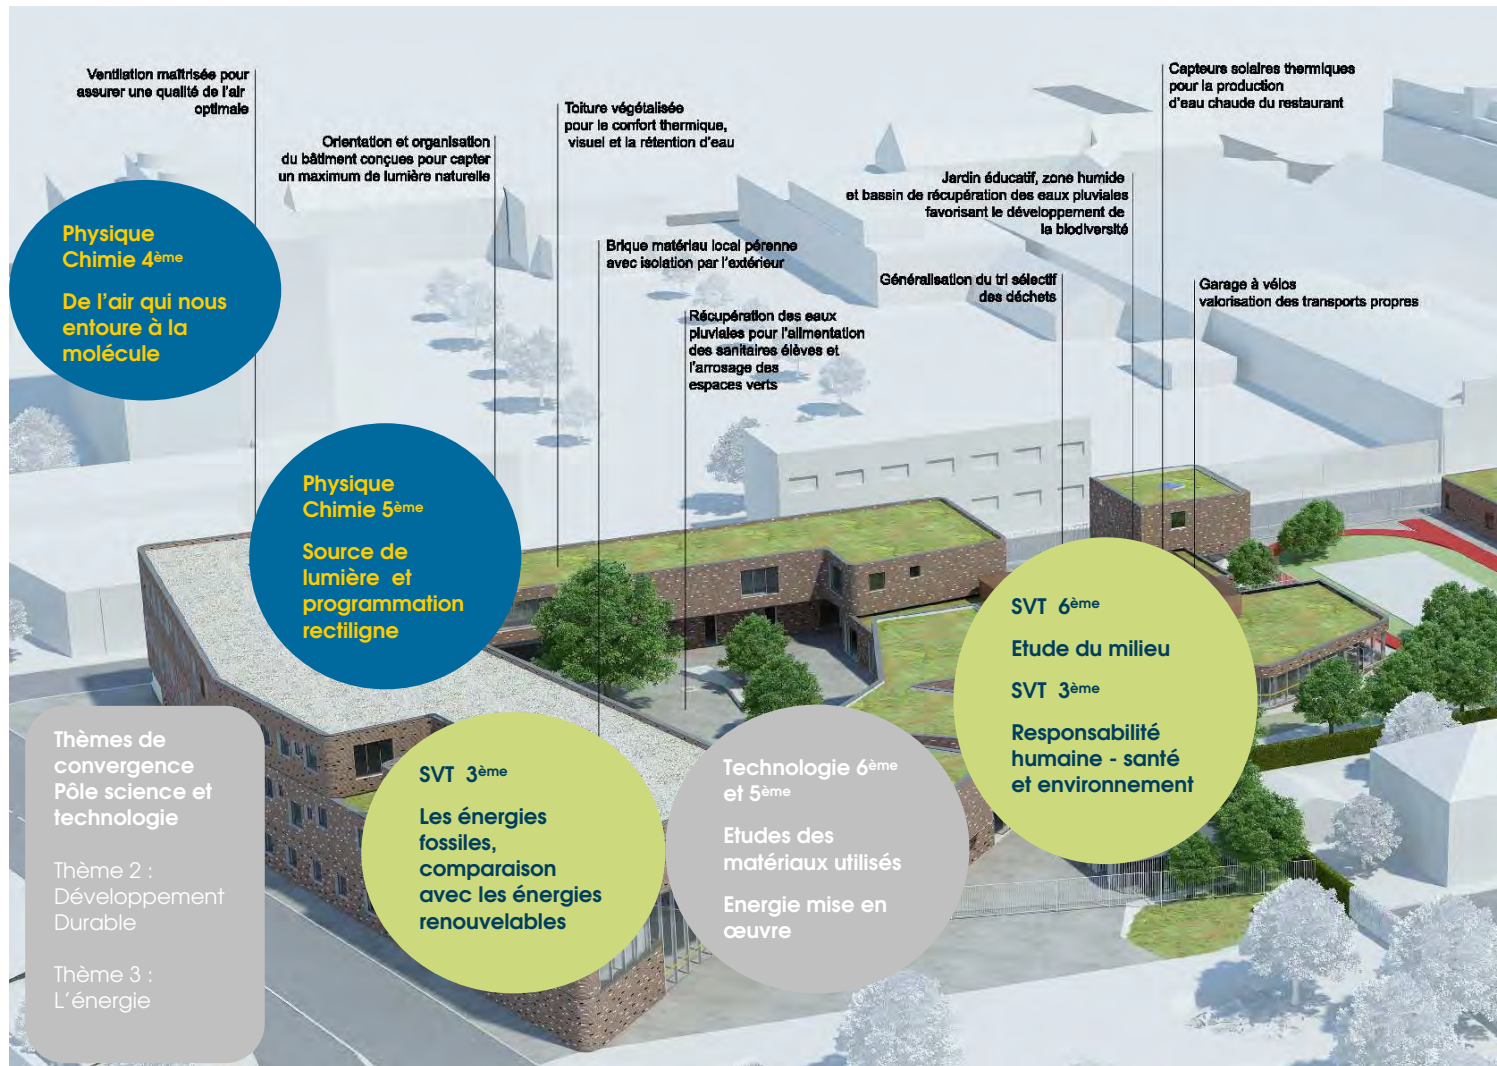 Ventilation maîtrisée pour
assurer une qualité de l'air
optimale
Orientation et organisation
du bâtiment conçues pour capter
un maximum de lumière naturelle
Toiture végétalisée
pour le confort thermique,
visuel et la rétention d'eau
Brique matériau local pérenne
avec isolation par l'extérieur
Récupération des eaux
pluviales pour l'alimentation
des sanitaires élèves et
l'arrosage des
espaces verts
Capteurs solaires thermiques
pour la production
d'eau chaude du restaurant
Jardin éducatif, zone humide
et bassin de récupération des eaux pluviales
favorisant le développement de
la biodiversité
Généralisation du tri sélectif
des déchets
Garage à vélos
valorisation des transports propres
Physique
Chimie 4ème
De l'air qui nous
entoure à la
molécule
Physique
Chimie 5ème
Source de
lumière et
programmation
rectiligne
SVT 6ème
Etude du milieu
SVT 3ème
Responsabilité
humaine - santé
et environnement
Thèmes de
convergence
Pôle science et
technologie
Thème 2 :
Développement
Durable
Thème 3 :
L'énergie
SVT 3ème
Les énergies
fossiles,
comparaison
avec les énergies
renouvelables
Technologie 6ème
et 5ème
Etudes des
matériaux utilisés
Energie mise en
œuvre